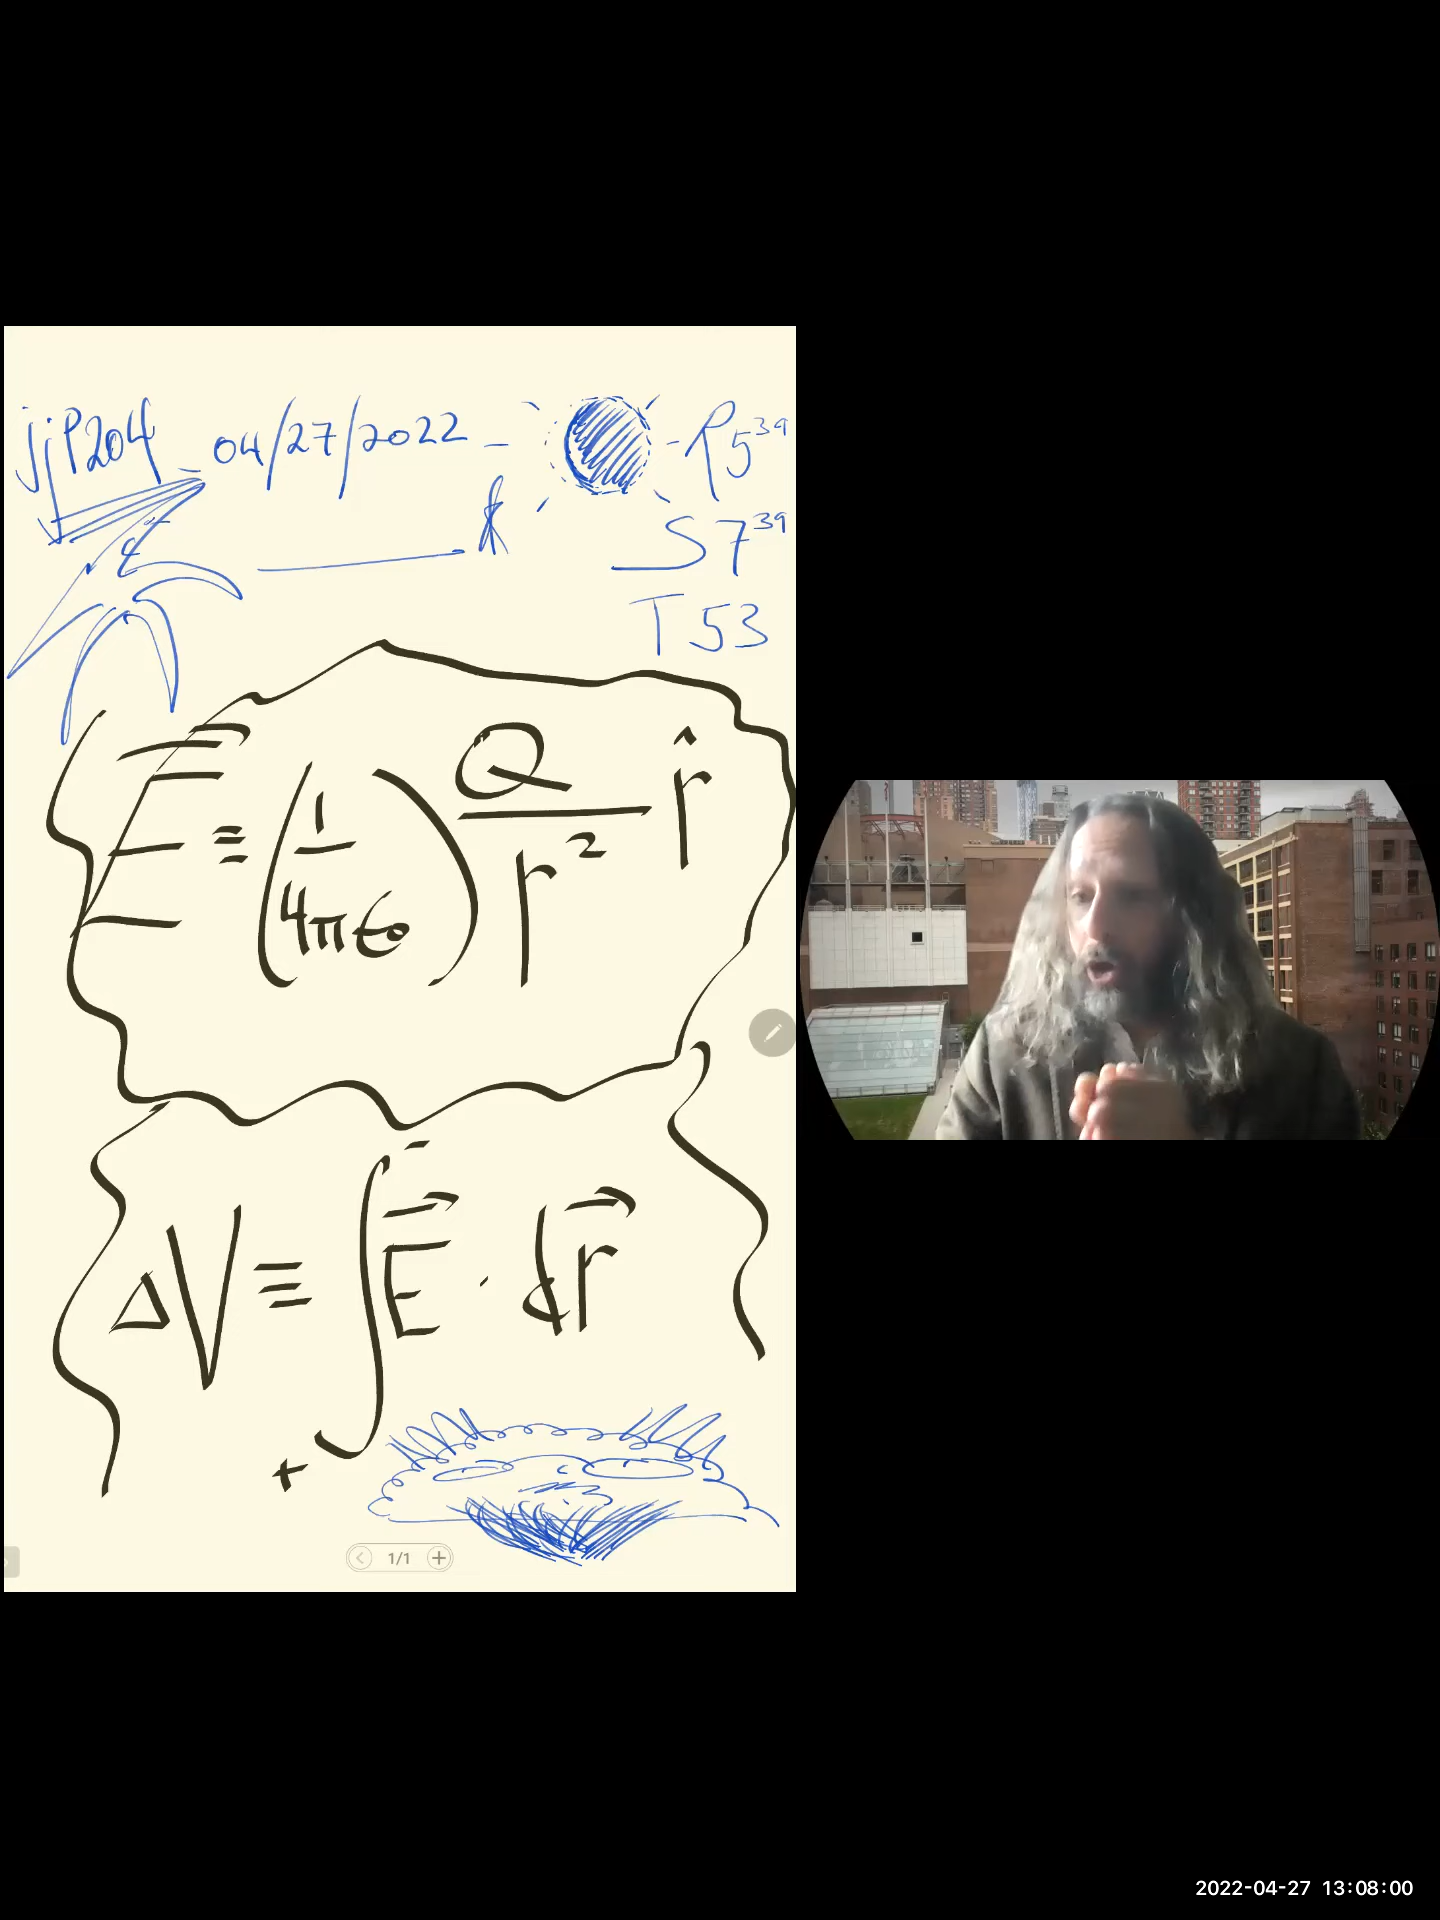 jjP204 - 04/27/2022 - - R5³⁹
S7³⁹
T53
E⃗ = (1/4πϵ₀) Q/r² r̂
ΔV ≡ ∫ E⃗ · dr⃗
- +
1/1 +
2022-04-27 13:08:00